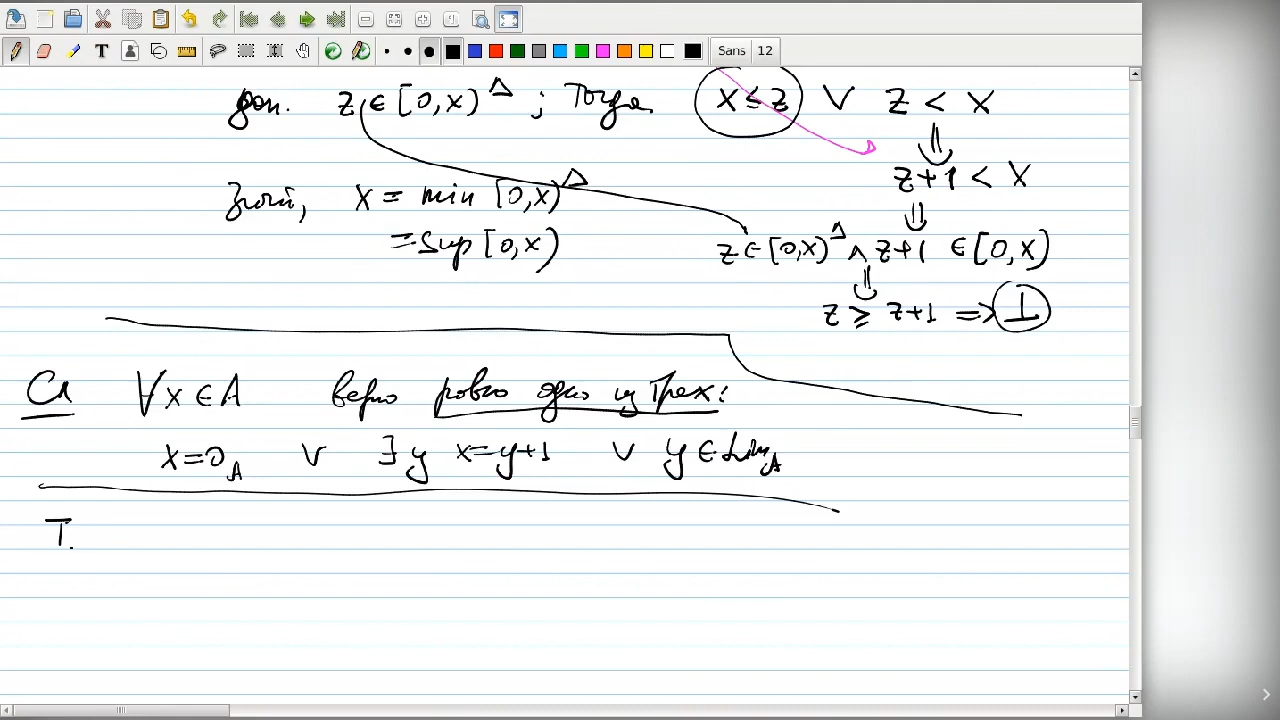 Sans 12
доп. z ∈ [0,x)^Δ ; Тогда x ≤ z ∨ z < x
⇓
z+1 < x
Значит, x = min [0,x)^Δ
⇓
= sup [0,x)
z ∈ [0,x)^Δ ∧ z+1 ∈ [0,x)
⇓
z ⩾ z+1 ⇒ ⊥
Сл ∀x ∈ A верно ровно одно из трех:
x = 0_A ∨ ∃y x = y+1 ∨ y ∈ Lim_A
Т.